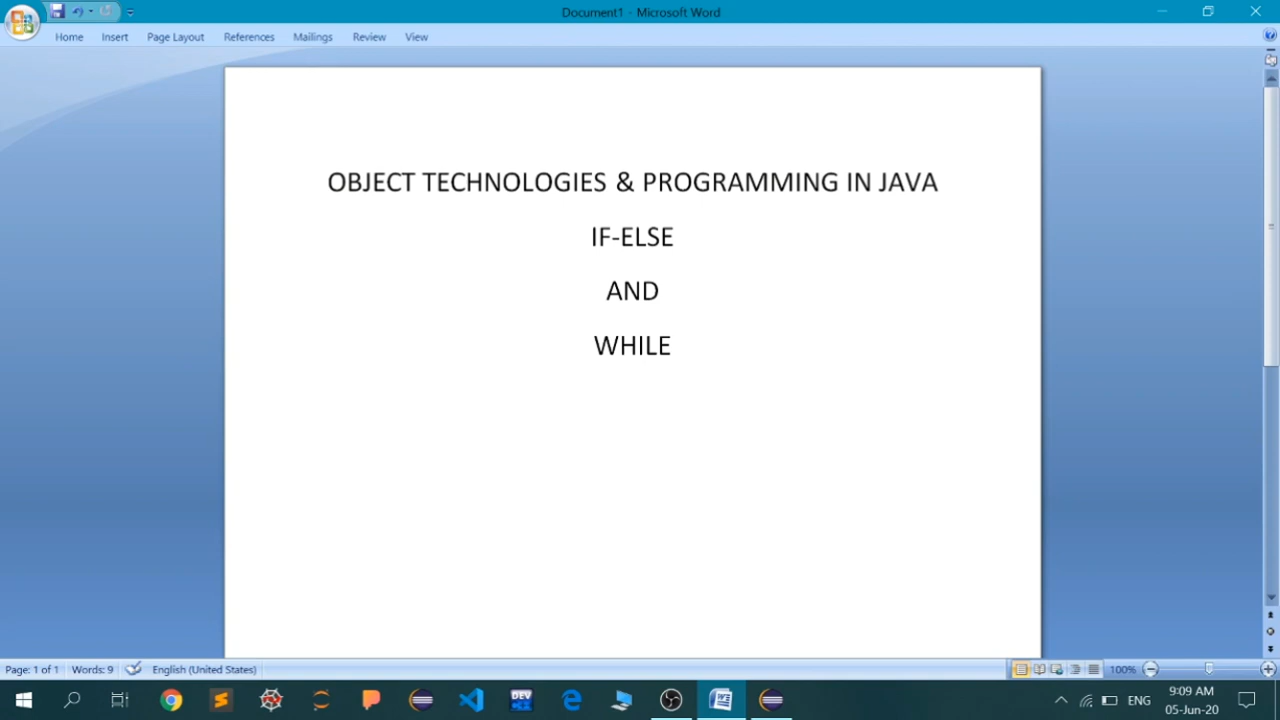 Document1 - Microsoft Word
Home Insert Page Layout References Mailings Review View
OBJECT TECHNOLOGIES & PROGRAMMING IN JAVA
IF-ELSE
AND
WHILE
Page: 1 of 1 Words: 9 English (United States) 100%
DEV
ENG
9:09 AM
05-Jun-20